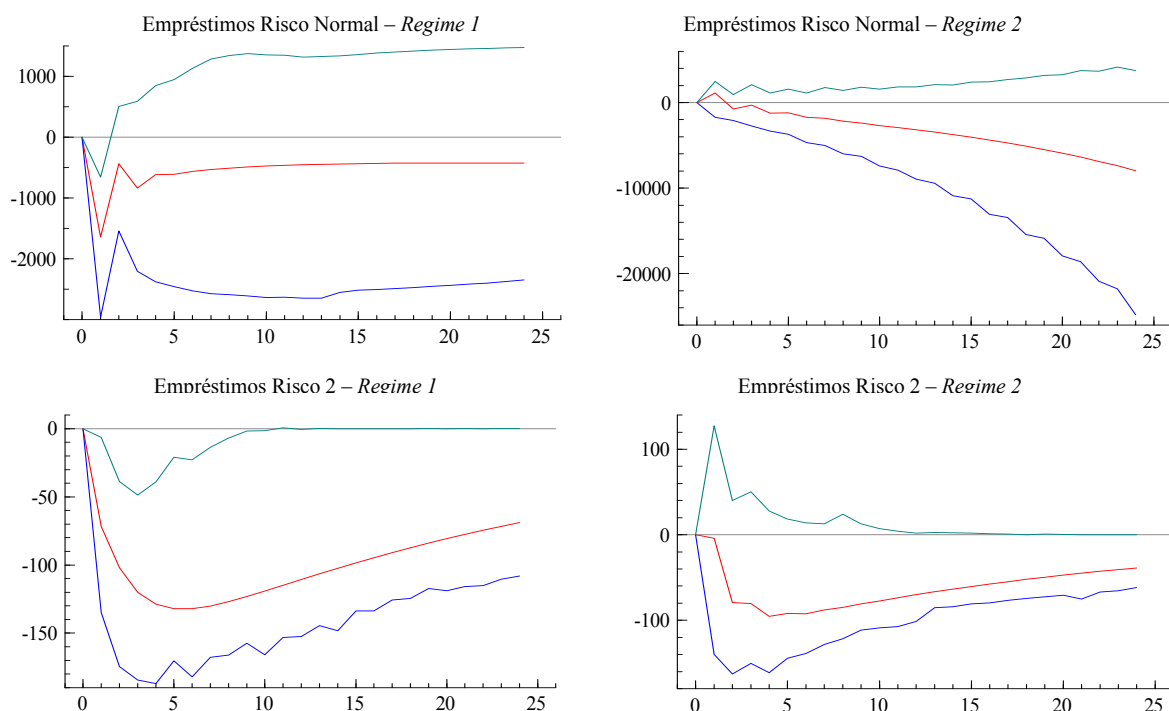 Empréstimos Risco Normal – Regime 1
1000
0
-1000
-2000
0 5 10 15 20 25
Empréstimos Risco Normal – Regime 2
0
-10000
-20000
0 5 10 15 20 25
Empréstimos Risco 2 – Regime 1
0
-50
-100
-150
0 5 10 15 20 25
Empréstimos Risco 2 – Regime 2
100
0
-100
0 5 10 15 20 25